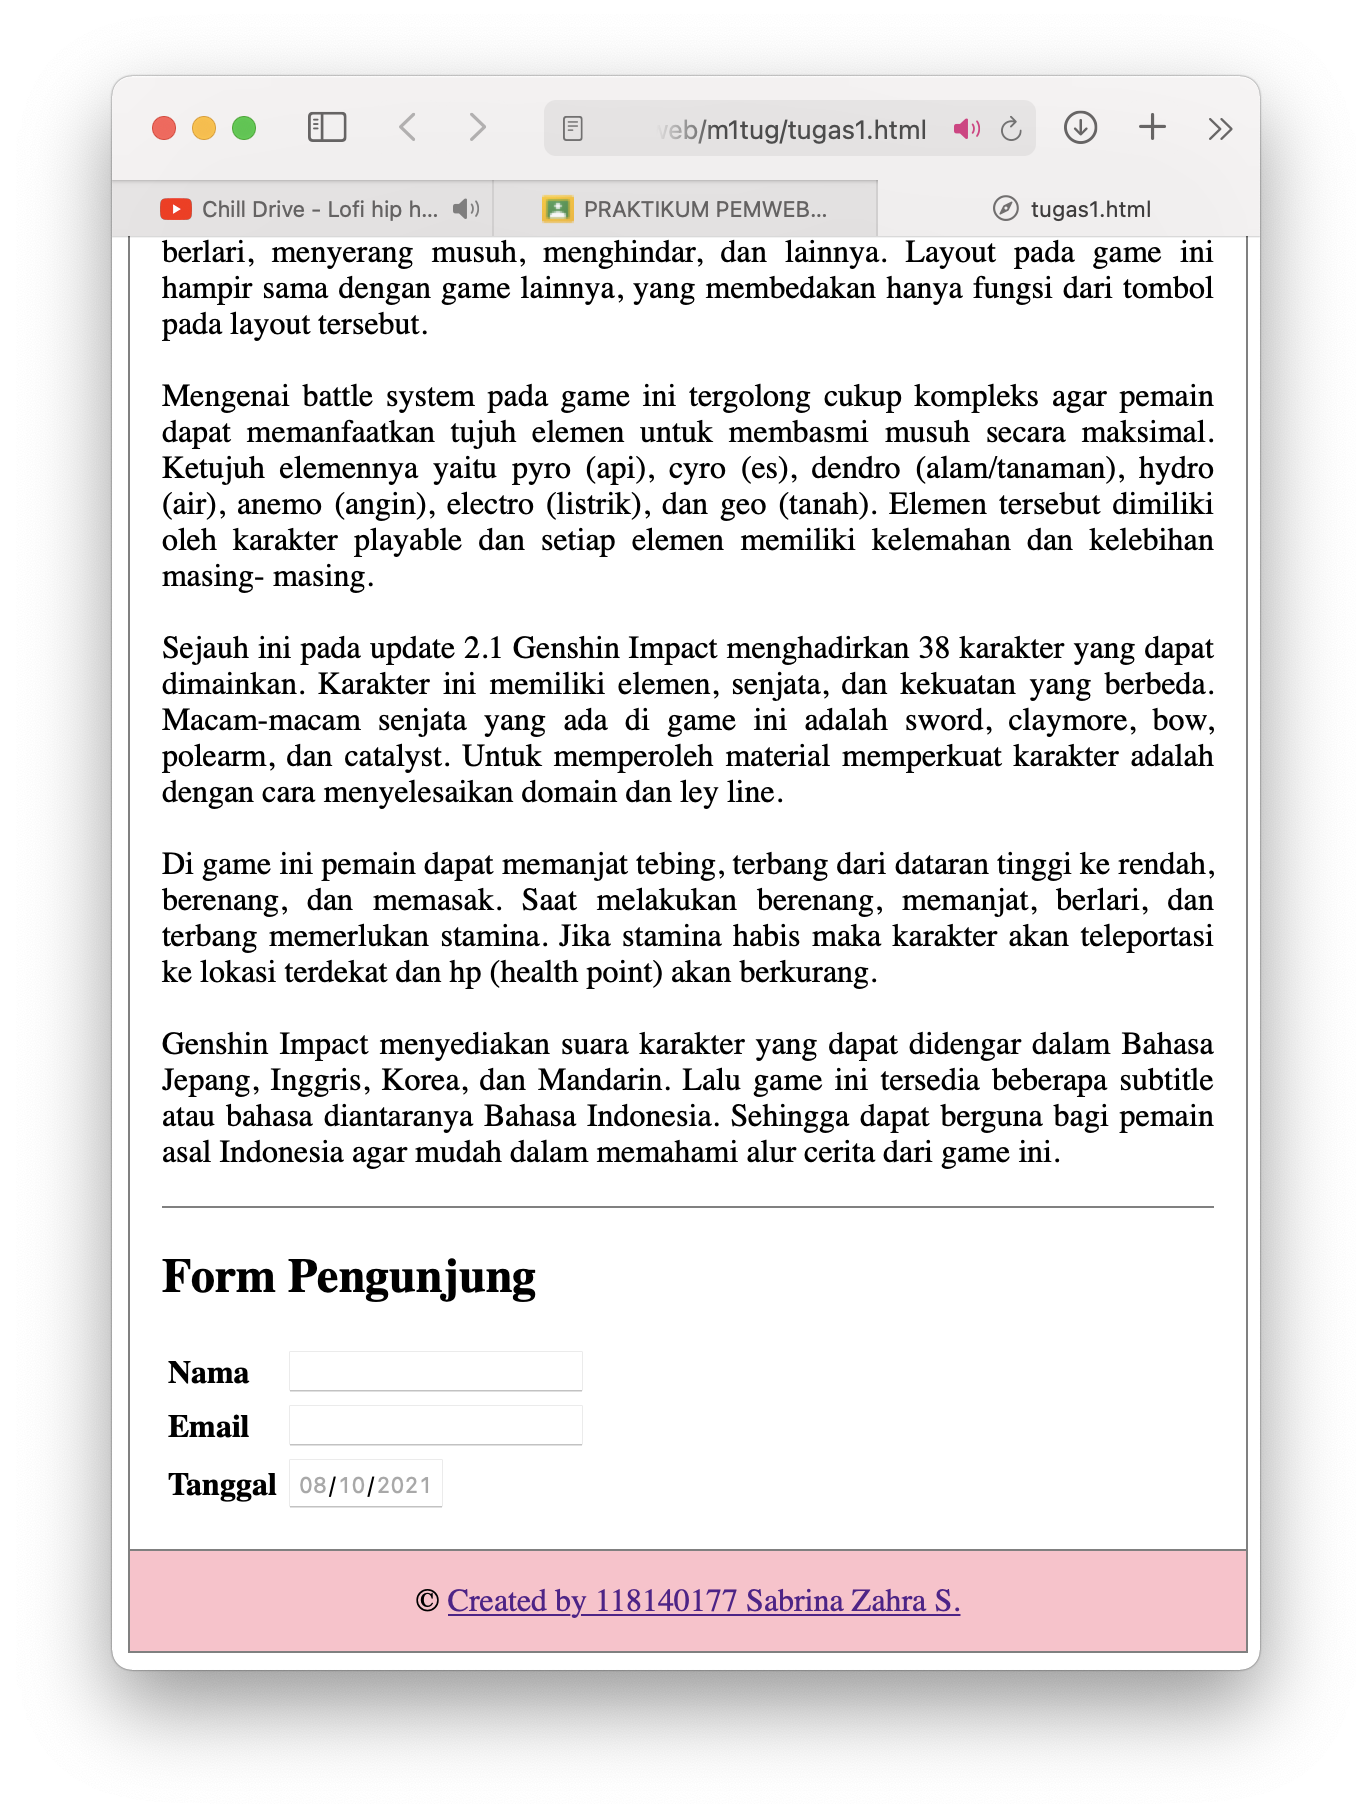 veb/m1tug/tugas1.html
Chill Drive - Lofi hip h...
PRAKTIKUM PEMWEB...
tugas1.html
berlari, menyerang musuh, menghindar, dan lainnya. Layout pada game ini
hampir sama dengan game lainnya, yang membedakan hanya fungsi dari tombol
pada layout tersebut.
Mengenai battle system pada game ini tergolong cukup kompleks agar pemain
dapat memanfaatkan tujuh elemen untuk membasmi musuh secara maksimal.
Ketujuh elemennya yaitu pyro (api), cyro (es), dendro (alam/tanaman), hydro
(air), anemo (angin), electro (listrik), dan geo (tanah). Elemen tersebut dimiliki
oleh karakter playable dan setiap elemen memiliki kelemahan dan kelebihan
masing- masing.
Sejauh ini pada update 2.1 Genshin Impact menghadirkan 38 karakter yang dapat
dimainkan. Karakter ini memiliki elemen, senjata, dan kekuatan yang berbeda.
Macam-macam senjata yang ada di game ini adalah sword, claymore, bow,
polearm, dan catalyst. Untuk memperoleh material memperkuat karakter adalah
dengan cara menyelesaikan domain dan ley line.
Di game ini pemain dapat memanjat tebing, terbang dari dataran tinggi ke rendah,
berenang, dan memasak. Saat melakukan berenang, memanjat, berlari, dan
terbang memerlukan stamina. Jika stamina habis maka karakter akan teleportasi
ke lokasi terdekat dan hp (health point) akan berkurang.
Genshin Impact menyediakan suara karakter yang dapat didengar dalam Bahasa
Jepang, Inggris, Korea, dan Mandarin. Lalu game ini tersedia beberapa subtitle
atau bahasa diantaranya Bahasa Indonesia. Sehingga dapat berguna bagi pemain
asal Indonesia agar mudah dalam memahami alur cerita dari game ini.
Form Pengunjung
Nama
Email
Tanggal 08/10/2021
© Created by 118140177 Sabrina Zahra S.